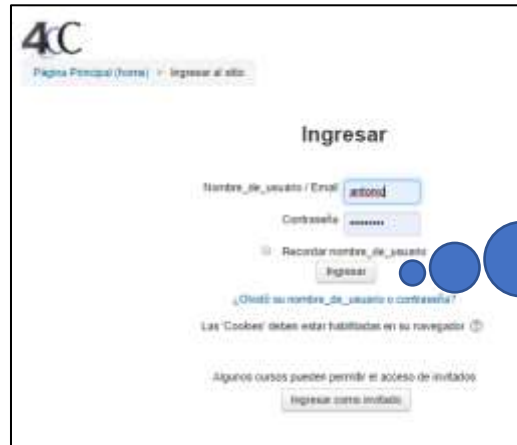 4CC
Página Principal (home) ► Ingresar al sitio
Ingresar
Nombre_de_usuario / Email
antonio
Contraseña ••••••••
Recordar nombre_de_usuario
Ingresar
¿Olvidó su nombre_de_usuario o contraseña?
Las 'Cookies' deben estar habilitadas en su navegador
Algunos cursos pueden permitir el acceso de invitados
Ingresar como invitado